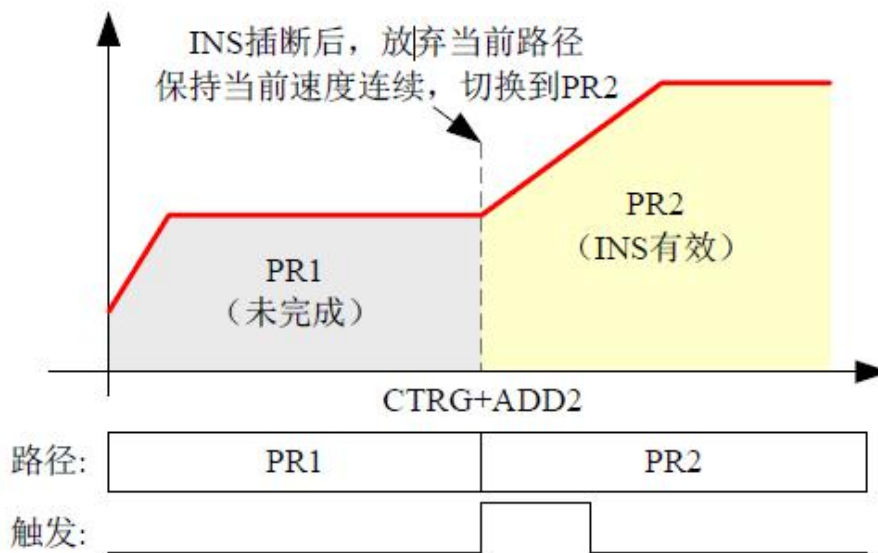 INS插断后，放弃当前路径
保持当前速度连续，切换到PR2
PR2
（INS有效）
PR1
（未完成）
CTRG+ADD2
路径: PR1 PR2
触发: